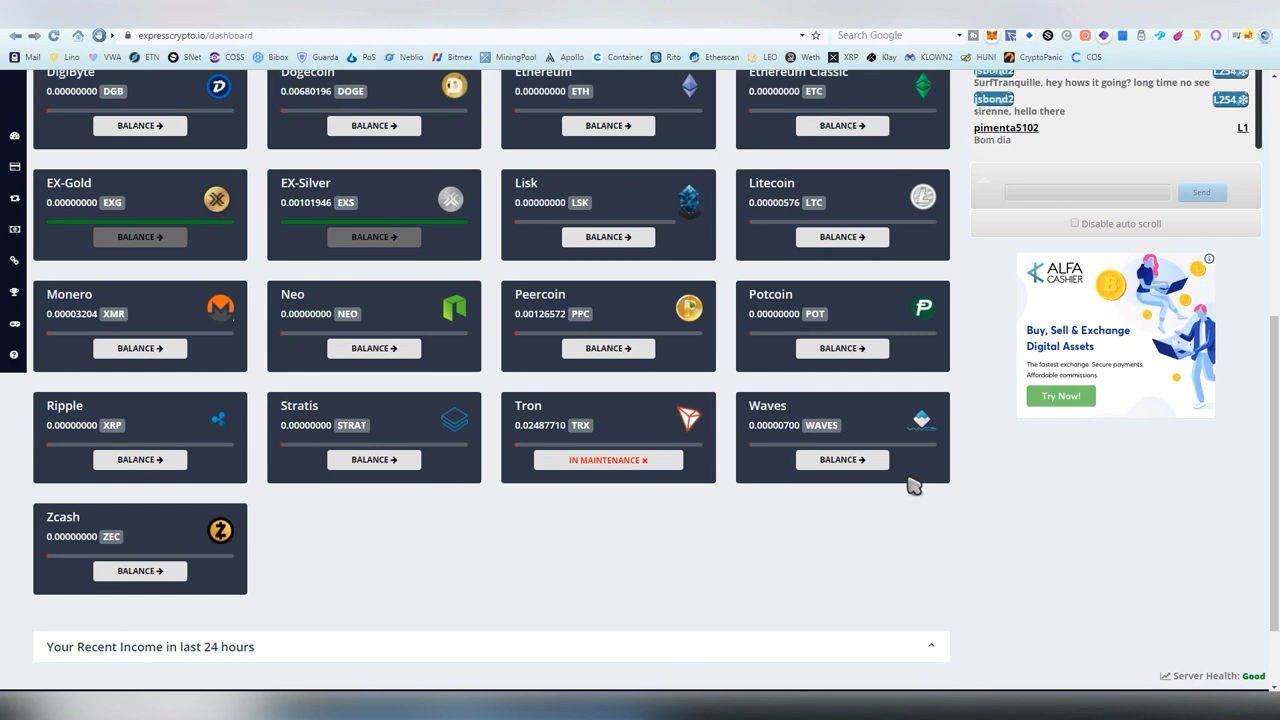 expresscrypto.io/dashboard
Search Google
Mail Lino VWA ETN SNet COSS Bibox Guarda PoS Neblio Bitmex MiningPool Apollo Container Rito Etherscan LEO Weth XRP Klay KLOWN2 HUNI CryptoPanic COS
DigiByte
0.00000000 DGB
BALANCE
Dogecoin
DOGE
BALANCE
Ethereum
0.00000000 ETH
BALANCE
Ethereum Classic
0.00000000 ETC
BALANCE
EX-Gold
0.00000000 EXG
BALANCE
EX-Silver
0.00101946 EXS
BALANCE
Lisk
0.00000000 LSK
BALANCE
Litecoin
0.00000576 LTC
BALANCE
Monero
0.00003204 XMR
BALANCE
Neo
0.00000000 NEO
BALANCE
Peercoin
0.00126572 PPC
BALANCE
Potcoin
0.00000000 POT
BALANCE
Ripple
0.00000000 XRP
BALANCE
Stratis
0.00000000 STRAT
BALANCE
Tron
0.02487710 TRX
IN MAINTENANCE
Waves
0.00000700 WAVES
BALANCE
Zcash
0.00000000 ZEC
BALANCE
Your Recent Income in last 24 hours
jsbond2 L254
SurfTranquille, hey hows it going? long time no see
jsbond2 L254
sirenne, hello there
pimenta5102 L1
Bom dia
Send
Disable auto scroll
ALFA
CASHIER
Buy, Sell & Exchange
Digital Assets
The fastest exchange. Secure payments.
Affordable commissions.
Try Now!
Server Health: Good